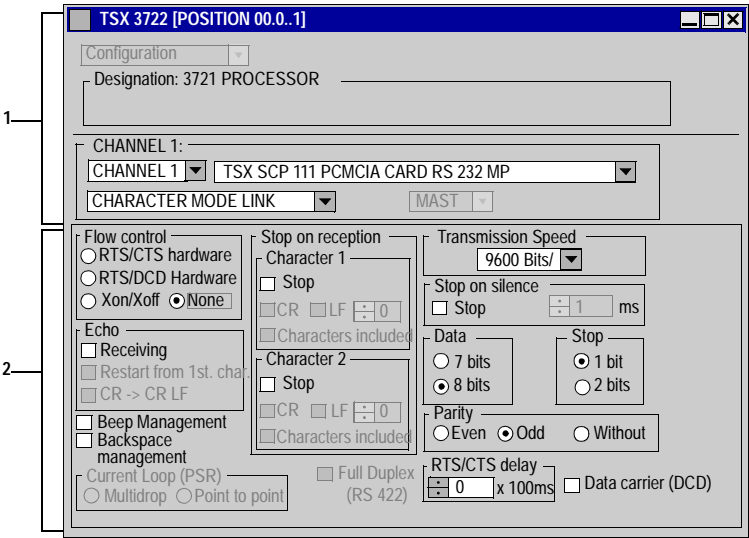 TSX 3722 [POSITION 00.0..1]
Configuration
Designation: 3721 PROCESSOR
1
CHANNEL 1:
CHANNEL 1 TSX SCP 111 PCMCIA CARD RS 232 MP
CHARACTER MODE LINK MAST
2
Flow control
RTS/CTS hardware
RTS/DCD Hardware
Xon/Xoff None
Echo
Receiving
Restart from 1st. char.
CR -> CR LF
Beep Management
Backspace
management
Current Loop (PSR)
Multidrop Point to point
Stop on reception
Character 1
Stop
CR LF 0
Characters included
Character 2
Stop
CR LF 0
Characters included
Full Duplex
(RS 422)
Transmission Speed
9600 Bits/
Stop on silence
Stop 1 ms
Data
7 bits
8 bits
Stop
1 bit
2 bits
Parity
Even Odd Without
RTS/CTS delay
0 x 100ms
Data carrier (DCD)